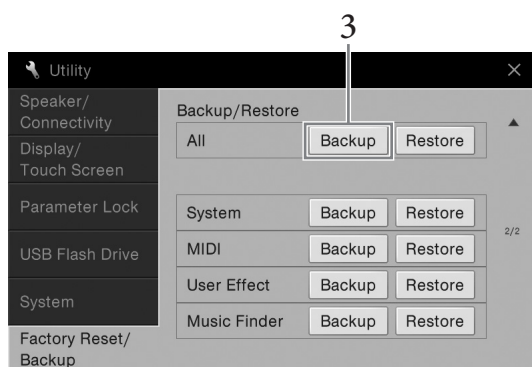 3
Utility
Speaker/
Connectivity
Display/
Touch Screen
Parameter Lock
USB Flash Drive
System
Factory Reset/
Backup
Backup/Restore
All Backup Restore
System Backup Restore
MIDI Backup Restore
User Effect Backup Restore
Music Finder Backup Restore
2/2